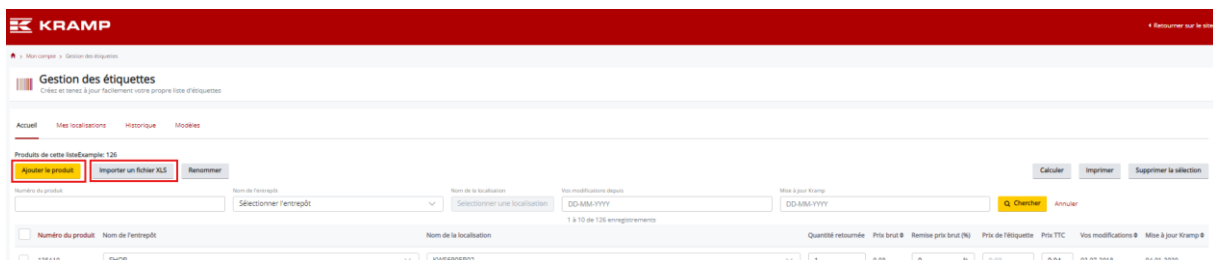 KRAMP
Retourner sur le site
> Mon compte > Gestion des étiquettes
Gestion des étiquettes
Créez et tenez à jour facilement votre propre liste d'étiquettes
Accueil Mes localisations Historique Modèles
Produits de cette listeExample: 126
Ajouter le produit Importer un fichier XLS Renommer Calculer Imprimer Supprimer la sélection
Numéro du produit Nom de l'entrepôt Nom de la localisation Vos modifications depuis Mise à jour Kramp
Sélectionner l'entrepôt Sélectionner une localisation DD-MM-YYYY DD-MM-YYYY Chercher Annuler
1 à 10 de 126 enregistrements
Numéro du produit Nom de l'entrepôt Nom de la localisation Quantité retournée Prix brut Remise prix brut (%) Prix de l'étiquette Prix TTC Vos modifications Mise à jour Kramp